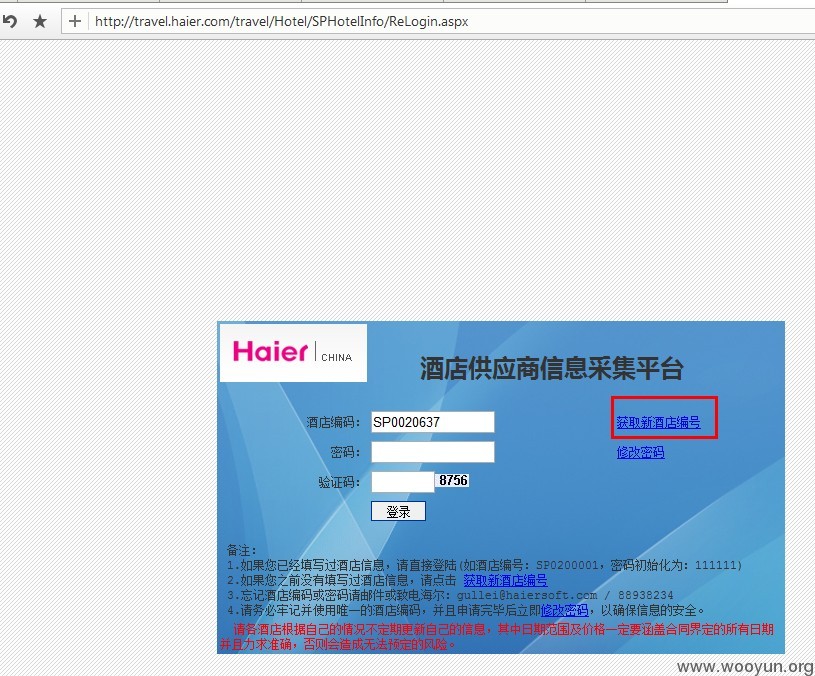 http://travel.haier.com/travel/Hotel/SPHotelInfo/ReLogin.aspx
Haier CHINA
酒店供应商信息采集平台
酒店编码： SP0020637 获取新酒店编号
密码： 修改密码
验证码： 8756
登录
备注：
1.如果您已经填写过酒店信息，请直接登陆(如酒店编号：SP0200001，密码初始化为：111111)
2.如果您之前没有填写过酒店信息，请点击 获取新酒店编号
3.忘记酒店编码或密码请邮件或致电海尔：gullei@haiersoft.com / 88938234
4.请务必牢记并使用唯一的酒店编码，并且申请完毕后立即修改密码，以确保信息的安全。
请各酒店根据自己的情况不定期更新自己的信息，其中日期范围及价格一定要涵盖合同界定的所有日期
并且力求准确，否则会造成无法预定的风险。
www.wooyun.org